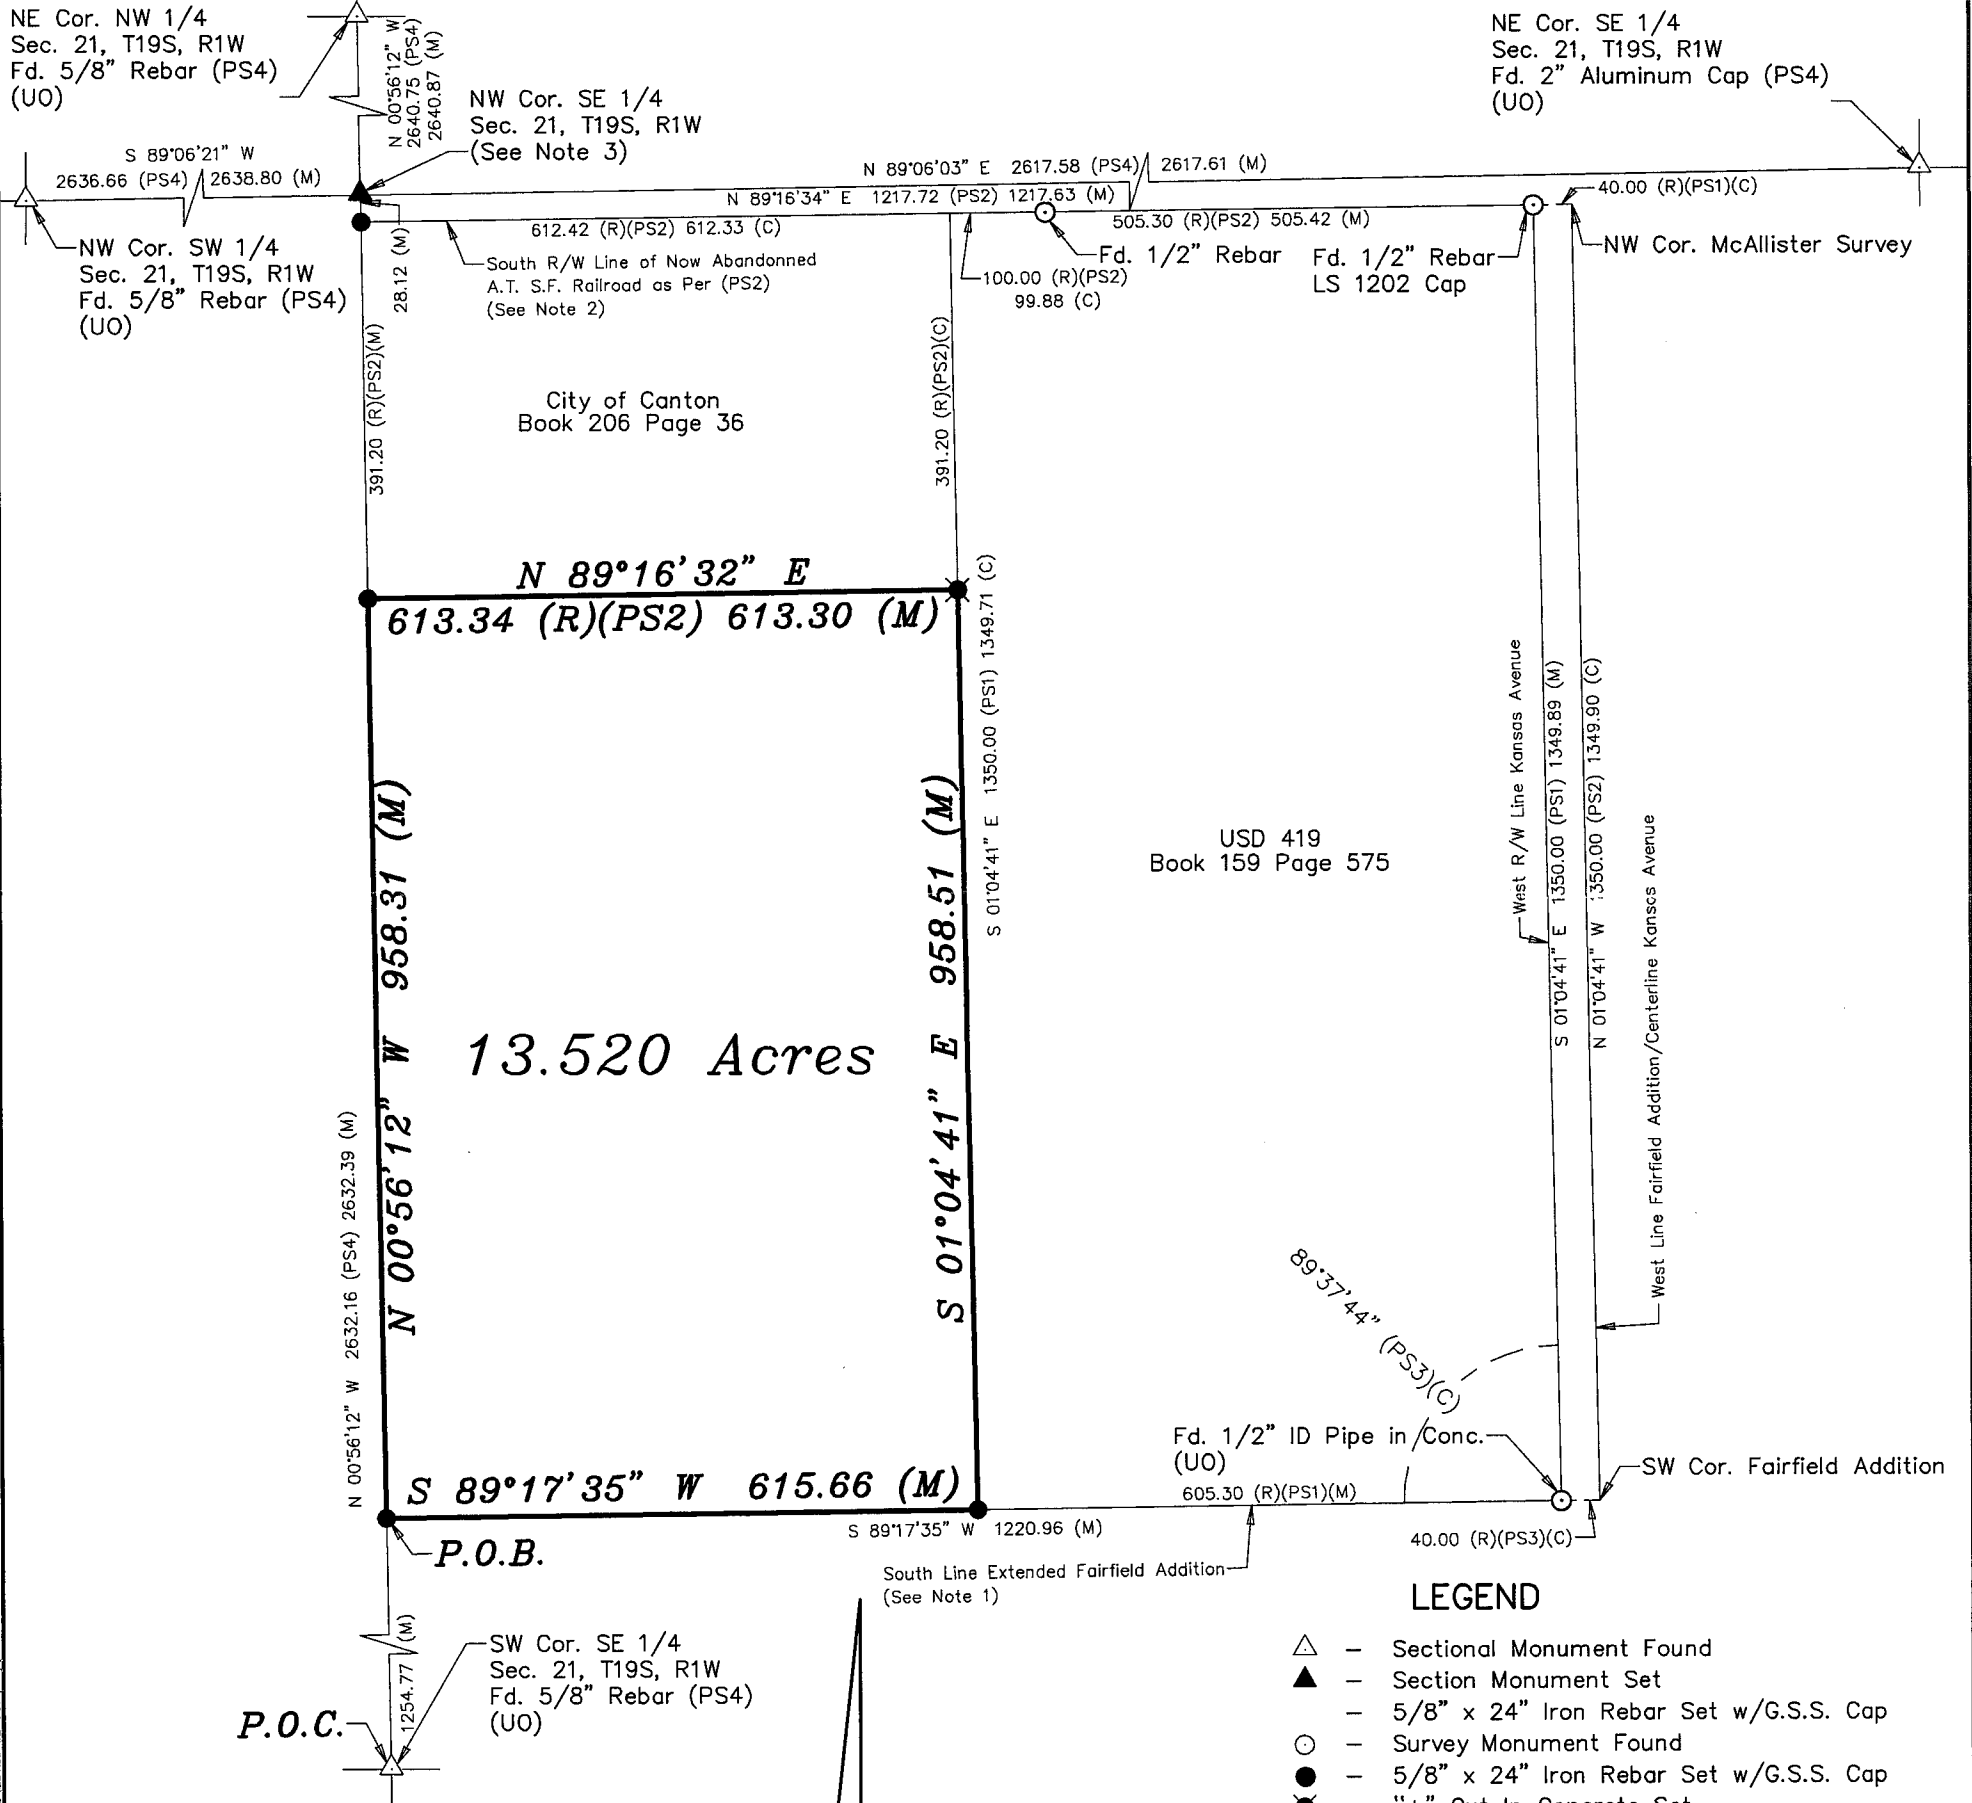 NE Cor. NW 1/4
Sec. 21, T19S, R1W
Fd. 5/8" Rebar (PS4)
(UO)
N 00°56'12" W
2640.75 (PS4)
2640.87 (M)
NW Cor. SE 1/4
Sec. 21, T19S, R1W
(See Note 3)
NE Cor. SE 1/4
Sec. 21, T19S, R1W
Fd. 2" Aluminum Cap (PS4)
(UO)
S 89°06'21" W
2636.66 (PS4) 2638.80 (M)
N 89°06'03" E 2617.58 (PS4) 2617.61 (M)
N 89°16'34" E 1217.72 (PS2) 1217.63 (M)
40.00 (R)(PS1)(C)
612.42 (R)(PS2) 612.33 (C)
505.30 (R)(PS2) 505.42 (M)
NW Cor. SW 1/4
Sec. 21, T19S, R1W
Fd. 5/8" Rebar (PS4)
(UO)
28.12 (M)
South R/W Line of Now Abandonned
A.T. S.F. Railroad as Per (PS2)
(See Note 2)
100.00 (R)(PS2)
99.88 (C)
Fd. 1/2" Rebar
Fd. 1/2" Rebar
LS 1202 Cap
NW Cor. McAllister Survey
391.20 (R)(PS2)(M)
391.20 (R)(PS2)(C)
City of Canton
Book 206 Page 36
N 89°16'32" E
613.34 (R)(PS2) 613.30 (M)
S 01°04'41" E 1350.00 (PS1) 1349.71 (C)
N 00°56'12" W 958.31 (M)
S 01°04'41" E 958.51 (M)
13.520 Acres
USD 419
Book 159 Page 575
West R/W Line Kansas Avenue
S 01°04'41" E 1350.00 (PS1) 1349.89 (M)
N 01°04'41" W 1350.00 (PS2) 1349.90 (C)
West Line Fairfield Addition/Centerline Kansas Avenue
N 00°56'12" W 2632.16 (PS4) 2632.39 (M)
89°37'44" (PS3)(C)
Fd. 1/2" ID Pipe in Conc.
(UO)
SW Cor. Fairfield Addition
S 89°17'35" W 615.66 (M)
605.30 (R)(PS1)(M)
S 89°17'35" W 1220.96 (M)
40.00 (R)(PS3)(C)
P.O.B.
South Line Extended Fairfield Addition
(See Note 1)
1254.77 (M)
SW Cor. SE 1/4
Sec. 21, T19S, R1W
Fd. 5/8" Rebar (PS4)
(UO)
P.O.C.
LEGEND
– Sectional Monument Found
– Section Monument Set
– 5/8" x 24" Iron Rebar Set w/G.S.S. Cap
– Survey Monument Found
– 5/8" x 24" Iron Rebar Set w/G.S.S. Cap
– "+" Cut In Concrete Set